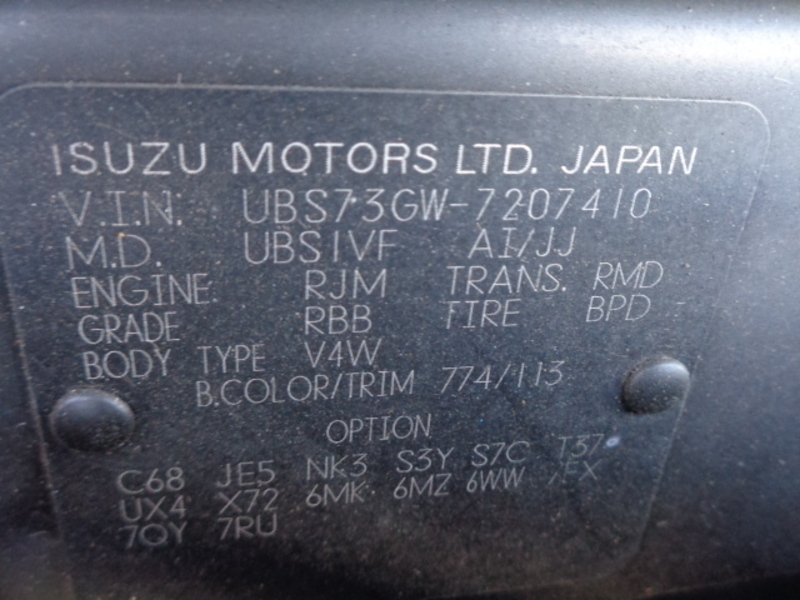 ISUZU MOTORS LTD. JAPAN
V.I.N. UBS73GW-7207410
M.D. UBS1VF AI/JJ
ENGINE. RJM TRANS. RMD
GRADE RBB FIRE BPD
BODY TYPE V4W
B.COLOR/TRIM 774/113
OPTION
C68 JE5 NK3 S3Y S7C T37
UX4 X72 6MK 6MZ 6WW
7QY 7RU